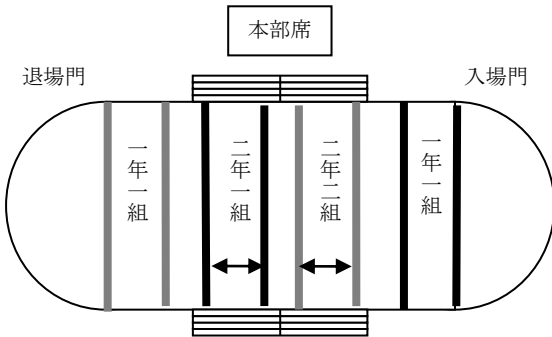 本部席
退場門
入場門
一年一組
二年一組
二年二組
一年一組